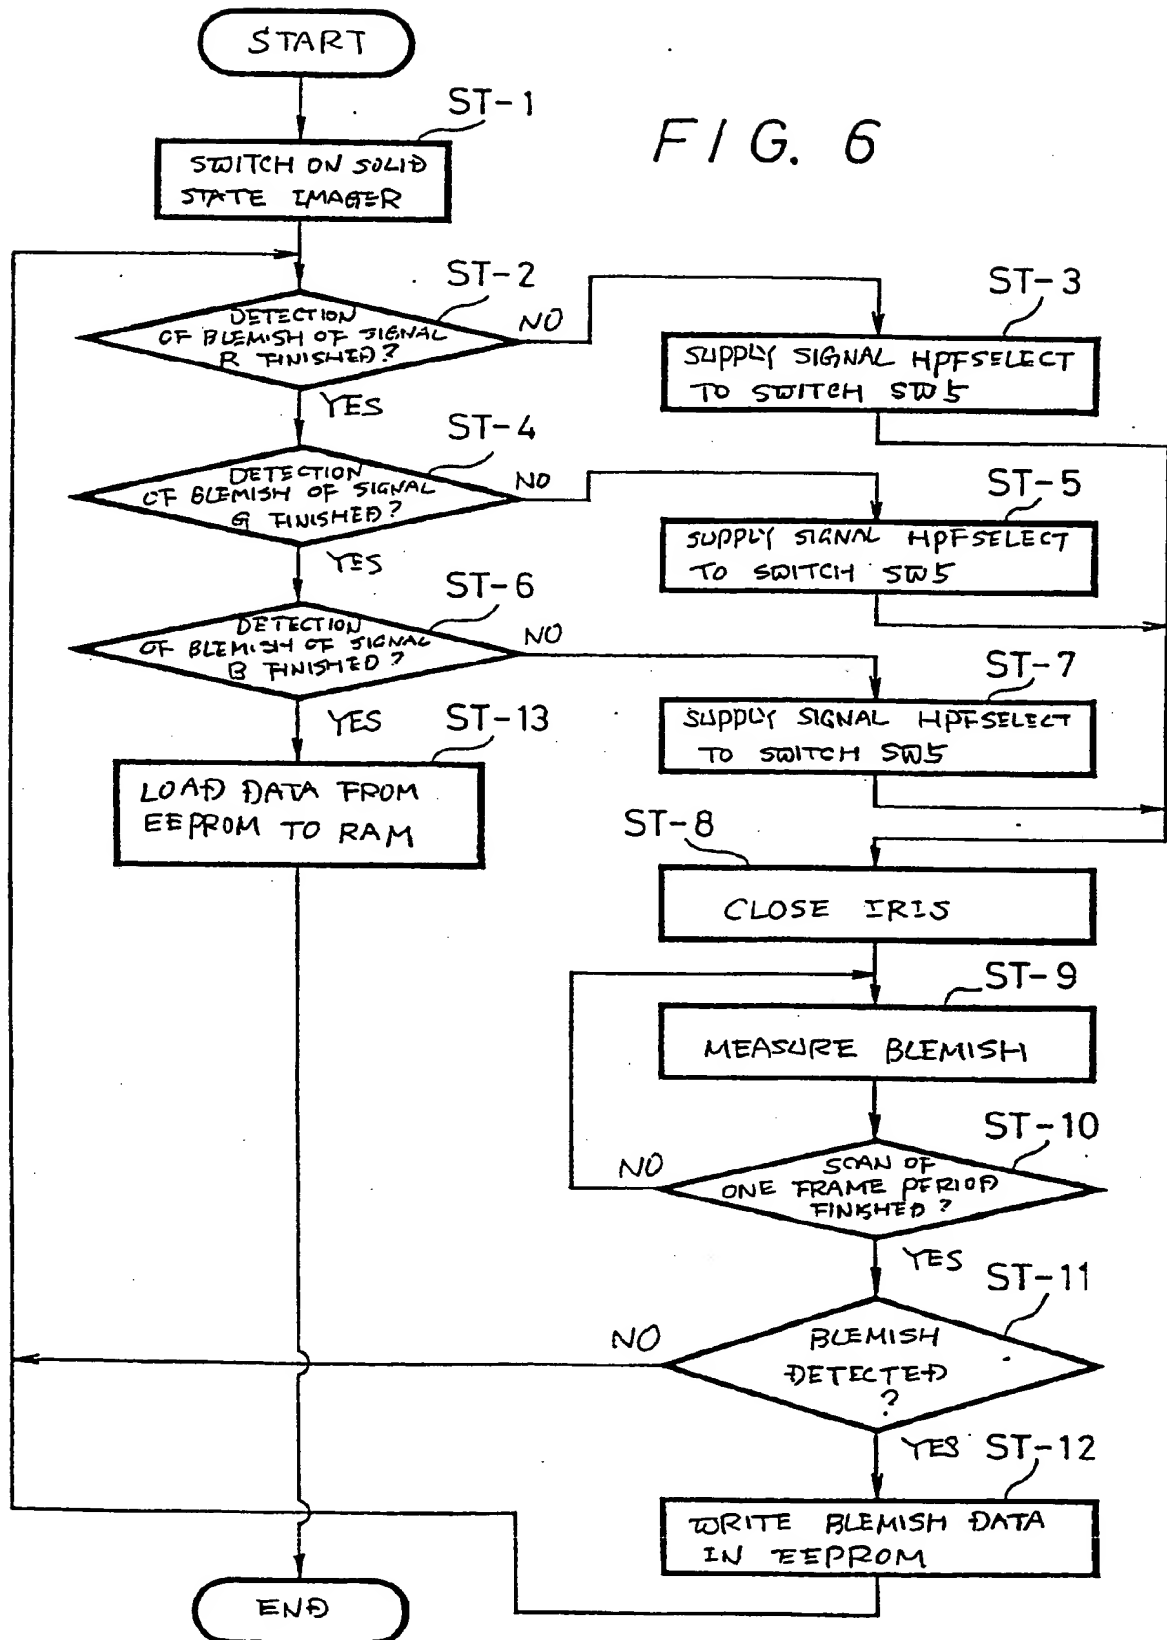 START
ST-1
FIG. 6
SWITCH ON SOLID
STATE IMAGER
ST-2
DETECTION
OF BLEMISH OF SIGNAL
R FINISHED?
NO
YES
ST-3
SUPPLY SIGNAL HPFSELECT
TO SWITCH SW5
ST-4
DETECTION
OF BLEMISH OF SIGNAL
G FINISHED?
NO
YES
ST-5
SUPPLY SIGNAL HPFSELECT
TO SWITCH SW5
ST-6
DETECTION
OF BLEMISH OF SIGNAL
B FINISHED?
NO
YES
ST-7
SUPPLY SIGNAL HPFSELECT
TO SWITCH SW5
ST-13
LOAD DATA FROM
EEPROM TO RAM
ST-8
CLOSE IRIS
ST-9
MEASURE BLEMISH
ST-10
SCAN OF
ONE FRAME PERIOD
FINISHED?
NO
YES
ST-11
BLEMISH
DETECTED
?
NO
YES
ST-12
WRITE BLEMISH DATA
IN EEPROM
END